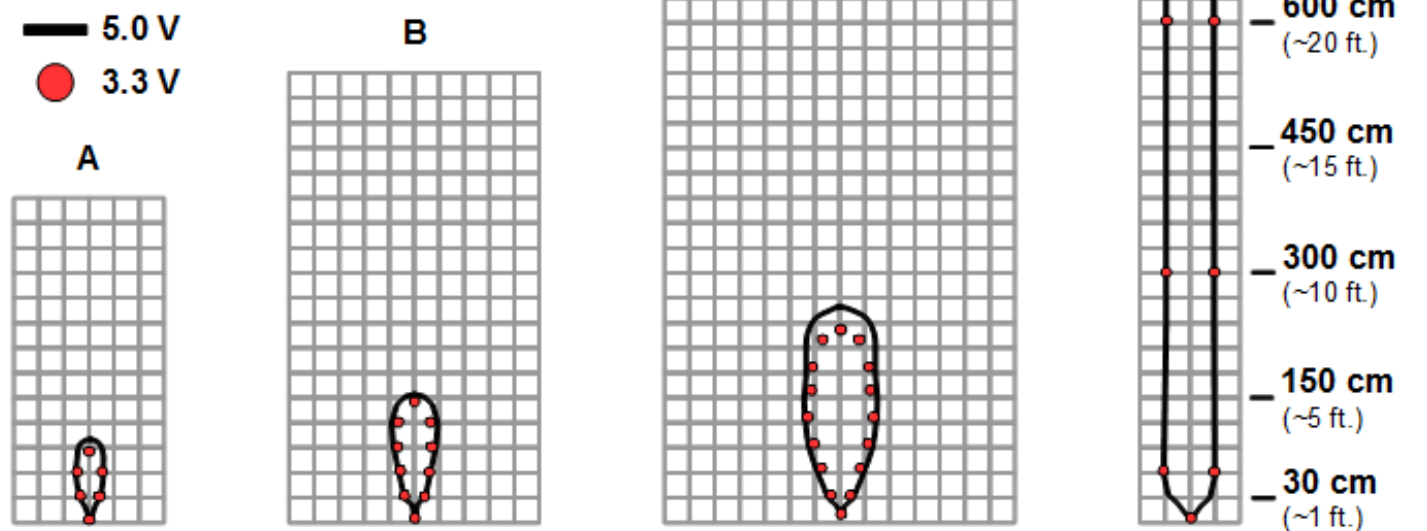 5.0 V
3.3 V
A
B
600 cm
(~20 ft.)
450 cm
(~15 ft.)
300 cm
(~10 ft.)
150 cm
(~5 ft.)
30 cm
(~1 ft.)